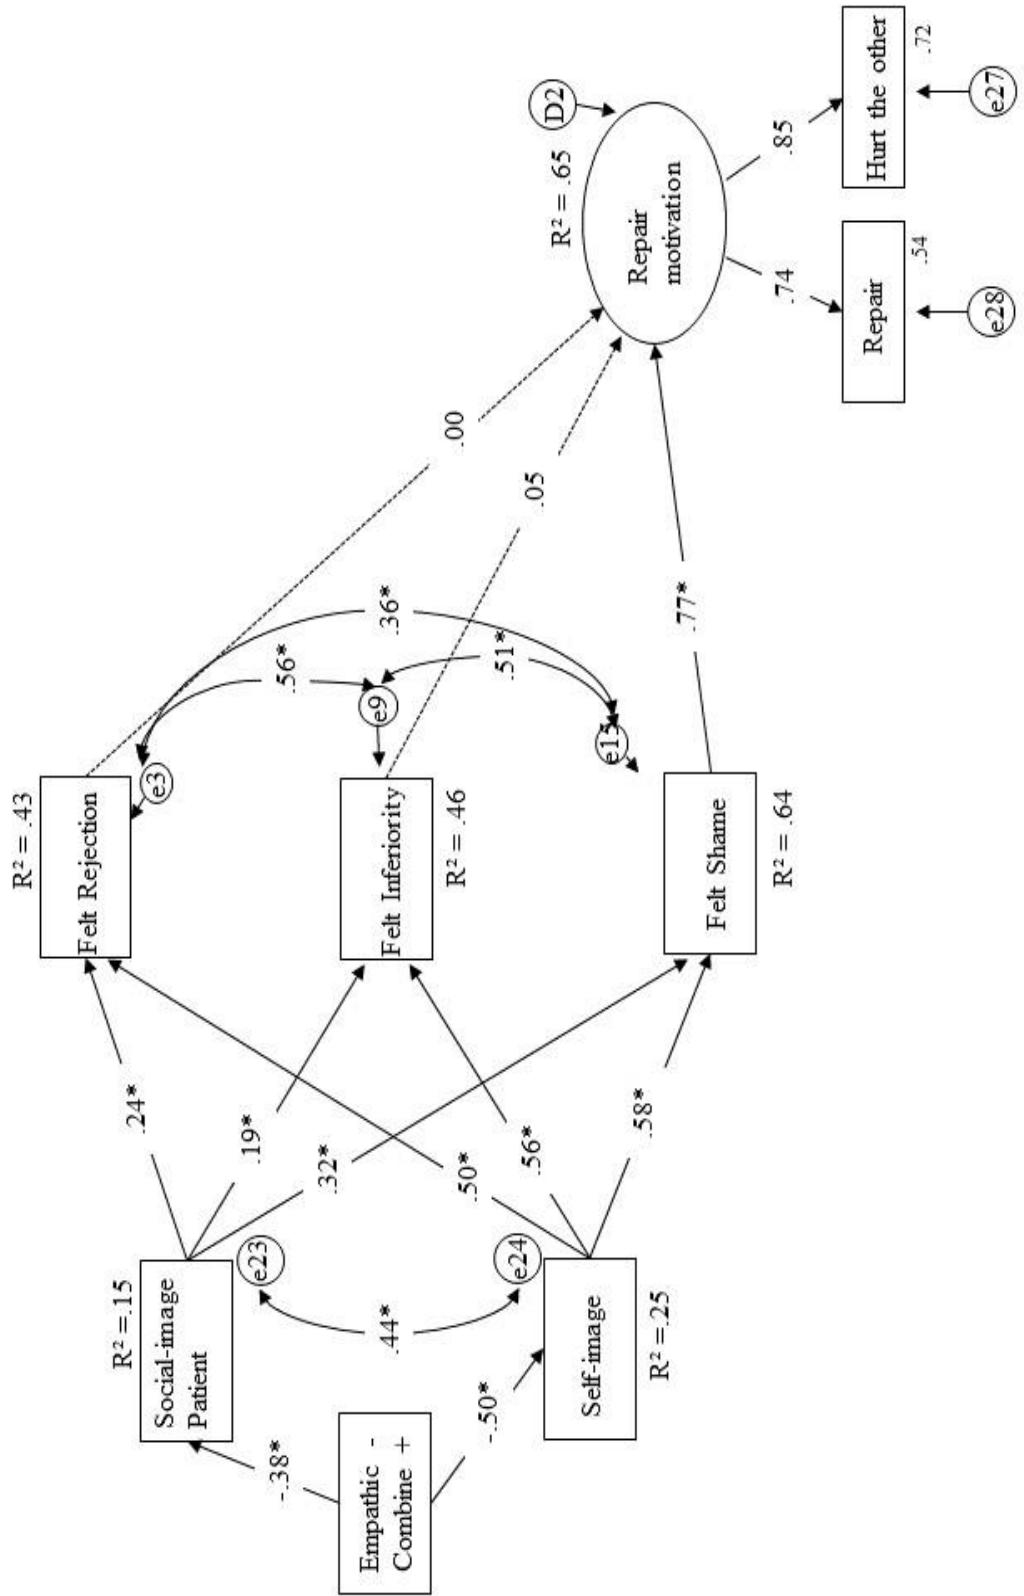 Empathic -
Combine +
-.38*
-.50*
R² =.15
Social-image
Patient
e23
.44*
e24
Self-image
R² =.25
.24*
.19*
.32*
.50*
.56*
.58*
R² = .43
Felt Rejection
e3
Felt Inferiority
R² = .46
e9
Felt Shame
R² = .64
e15
.56*
.36*
.51*
.00
.05
.77*
D2
R² = .65
Repair
motivation
.74
.85
Repair
.54
e28
Hurt the other
.72
e27